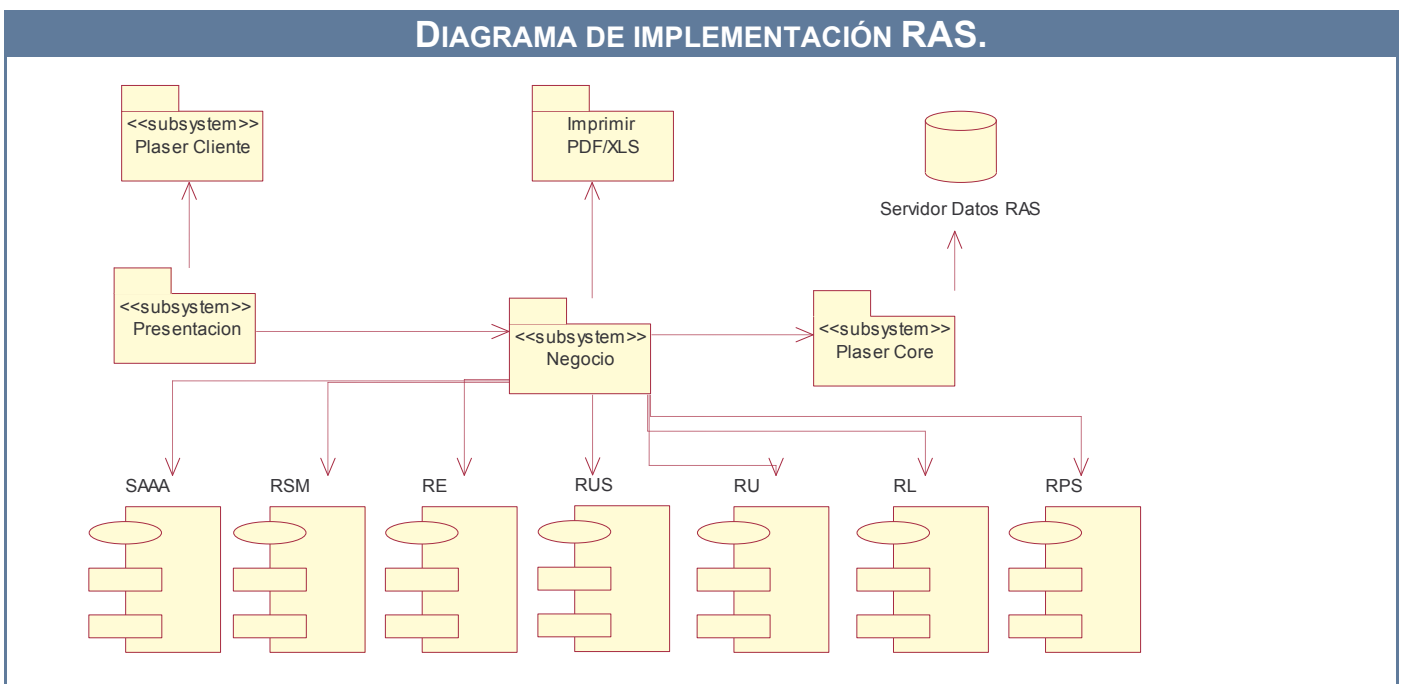 DIAGRAMA DE IMPLEMENTACIÓN RAS.
<<subsystem>>
Plaser Cliente
Imprimir
PDF/XLS
Servidor Datos RAS
<<subsystem>>
Presentacion
<<subsystem>>
Negocio
<<subsystem>>
Plaser Core
SAAA
RSM
RE
RUS
RU
RL
RPS